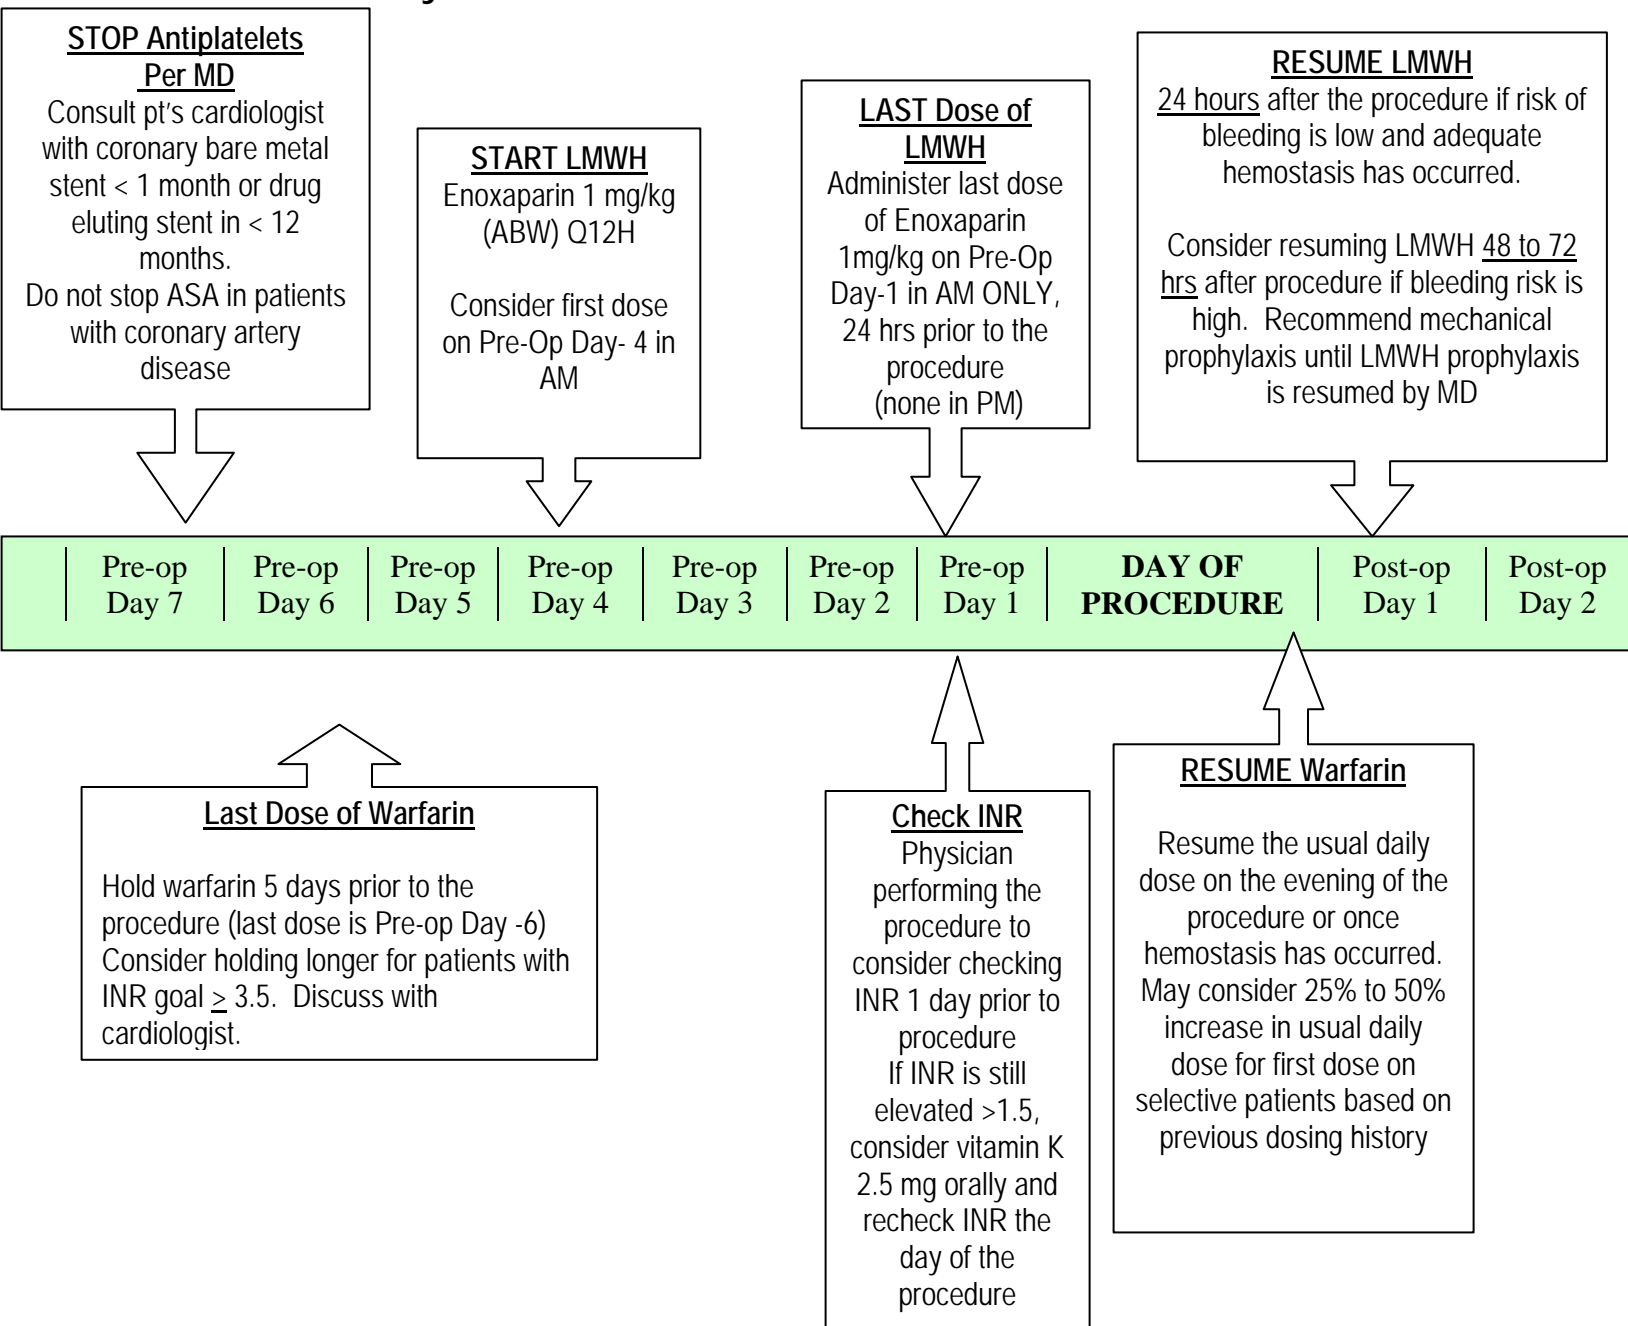 STOP Antiplatelets
Per MD
Consult pt's cardiologist
with coronary bare metal
stent < 1 month or drug
eluting stent in < 12
months.
Do not stop ASA in patients
with coronary artery
disease
START LMWH
Enoxaparin 1 mg/kg
(ABW) Q12H
Consider first dose
on Pre-Op Day- 4 in
AM
LAST Dose of
LMWH
Administer last dose
of Enoxaparin
1mg/kg on Pre-Op
Day-1 in AM ONLY,
24 hrs prior to the
procedure
(none in PM)
RESUME LMWH
24 hours after the procedure if risk of
bleeding is low and adequate
hemostasis has occurred.
Consider resuming LMWH 48 to 72
hrs after procedure if bleeding risk is
high.  Recommend mechanical
prophylaxis until LMWH prophylaxis
is resumed by MD
Pre-op
Day 7
Pre-op
Day 6
Pre-op
Day 5
Pre-op
Day 4
Pre-op
Day 3
Pre-op
Day 2
Pre-op
Day 1
DAY OF
PROCEDURE
Post-op
Day 1
Post-op
Day 2
Last Dose of Warfarin
Hold warfarin 5 days prior to the
procedure (last dose is Pre-op Day -6)
Consider holding longer for patients with
INR goal ≥ 3.5.  Discuss with
cardiologist.
Check INR
Physician
performing the
procedure to
consider checking
INR 1 day prior to
procedure
If INR is still
elevated >1.5,
consider vitamin K
2.5 mg orally and
recheck INR the
day of the
procedure
RESUME Warfarin
Resume the usual daily
dose on the evening of the
procedure or once
hemostasis has occurred.
May consider 25% to 50%
increase in usual daily
dose for first dose on
selective patients based on
previous dosing history